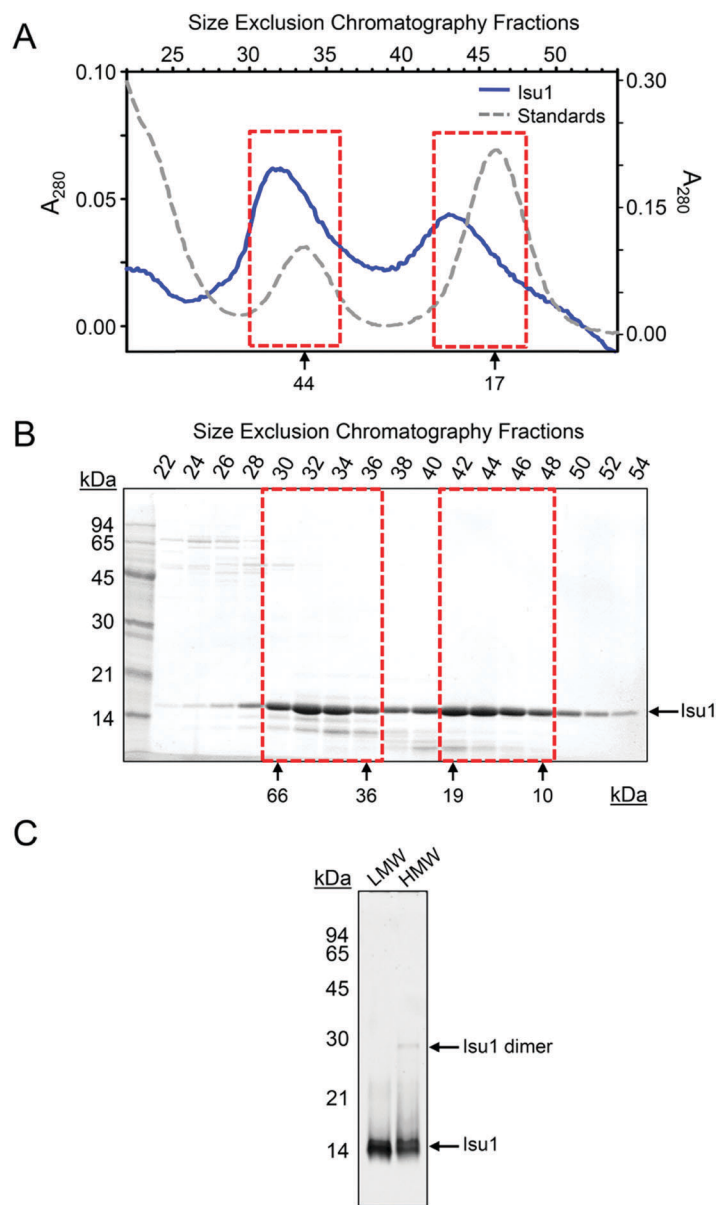 A
Size Exclusion Chromatography Fractions
25 30 35 40 45 50
0.10
0.05
0.00
A280
Isu1
Standards
0.30
0.15
0.00
A280
44 17
B
Size Exclusion Chromatography Fractions
kDa
22 24 26 28 30 32 34 36 38 40 42 44 46 48 50 52 54
94
65
45
30
21
14
Isu1
66 36 19 10 kDa
C
kDa
LMW HMW
94
65
45
30
Isu1 dimer
21
14
Isu1